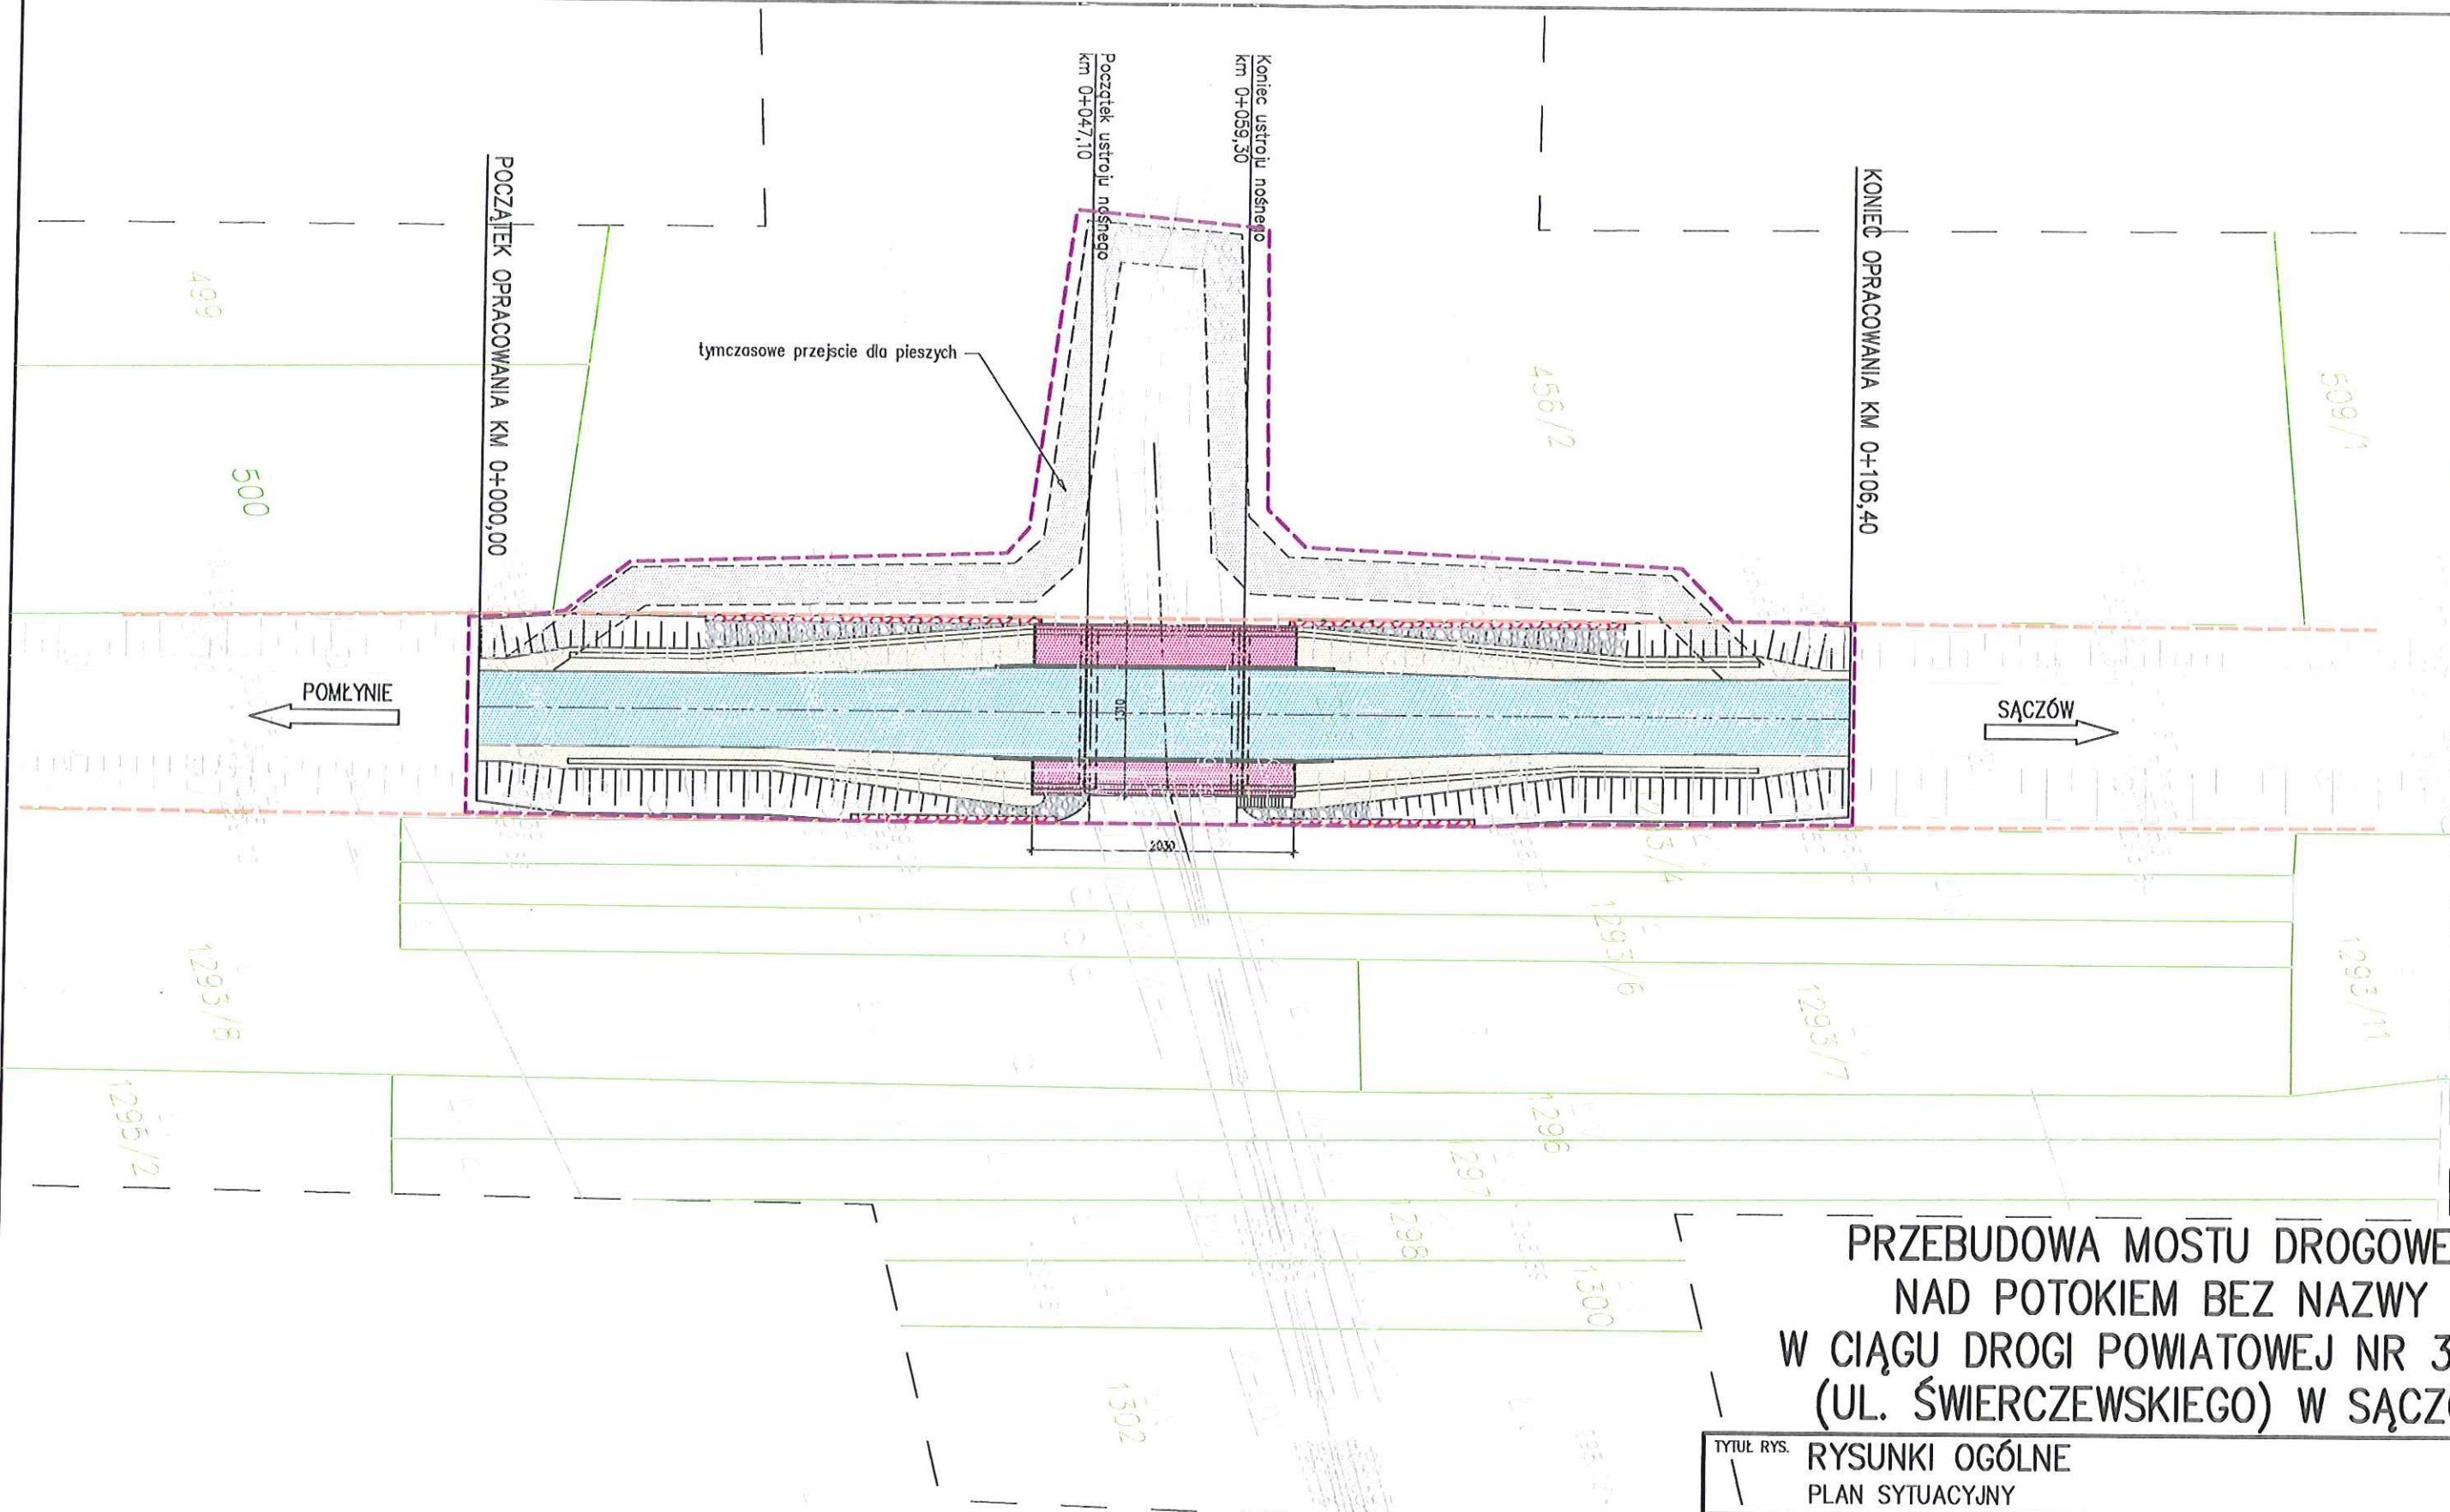 Początek ustroju nośnego
km 0+047,10
Koniec ustroju nośnego
km 0+059,30
POCZĄTEK OPRACOWANIA KM 0+000,00
KONIEC OPRACOWANIA KM 0+106,40
499
500
tymczasowe przejscie dla pieszych
456/2
509/1
POMŁYNIE
SĄCZÓW
1310
2030
1293/6
1293/8
1293/7
1293/11
1295/2
1296
1297
1298
1300
1302
PRZEBUDOWA MOSTU DROGOWE
NAD POTOKIEM BEZ NAZWY
W CIĄGU DROGI POWIATOWEJ NR 3
(UL. ŚWIERCZEWSKIEGO) W SĄCZ
TYTUŁ RYS.
RYSUNKI OGÓLNE
PLAN SYTUACYJNY